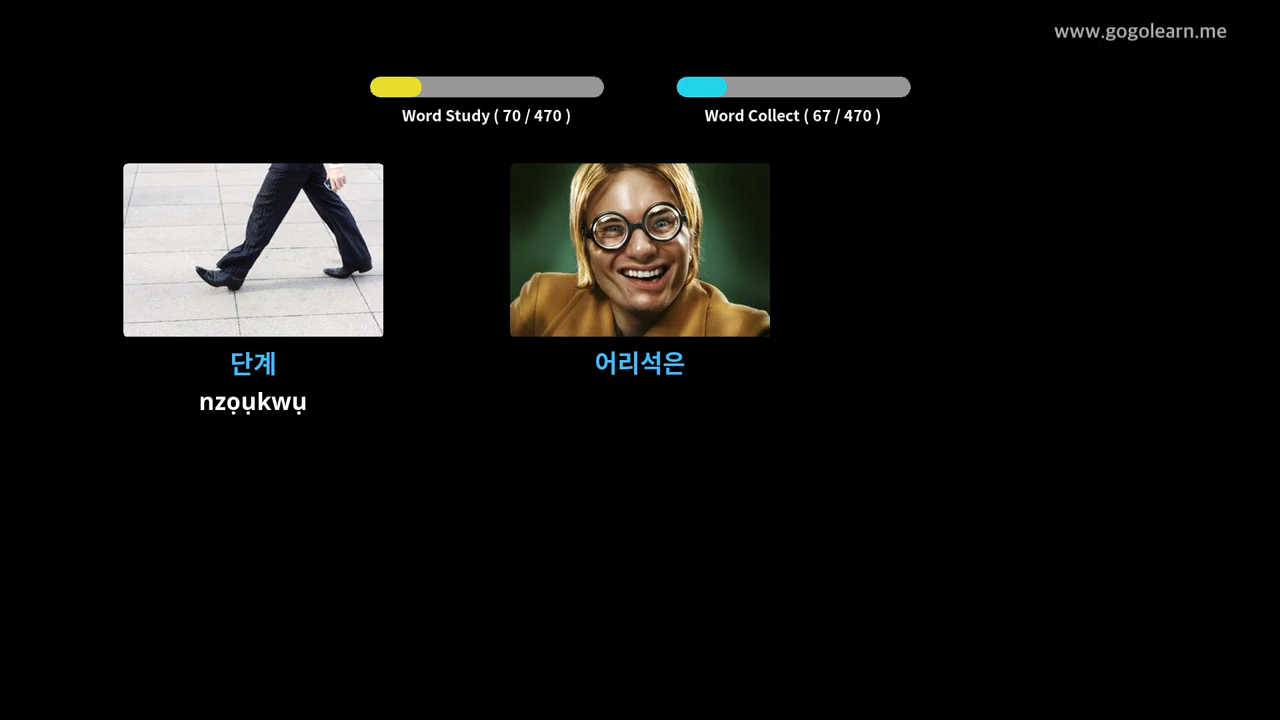 www.gogolearn.me
Word Study ( 70 / 470 )
Word Collect ( 67 / 470 )
단계
nzọụkwụ
어리석은